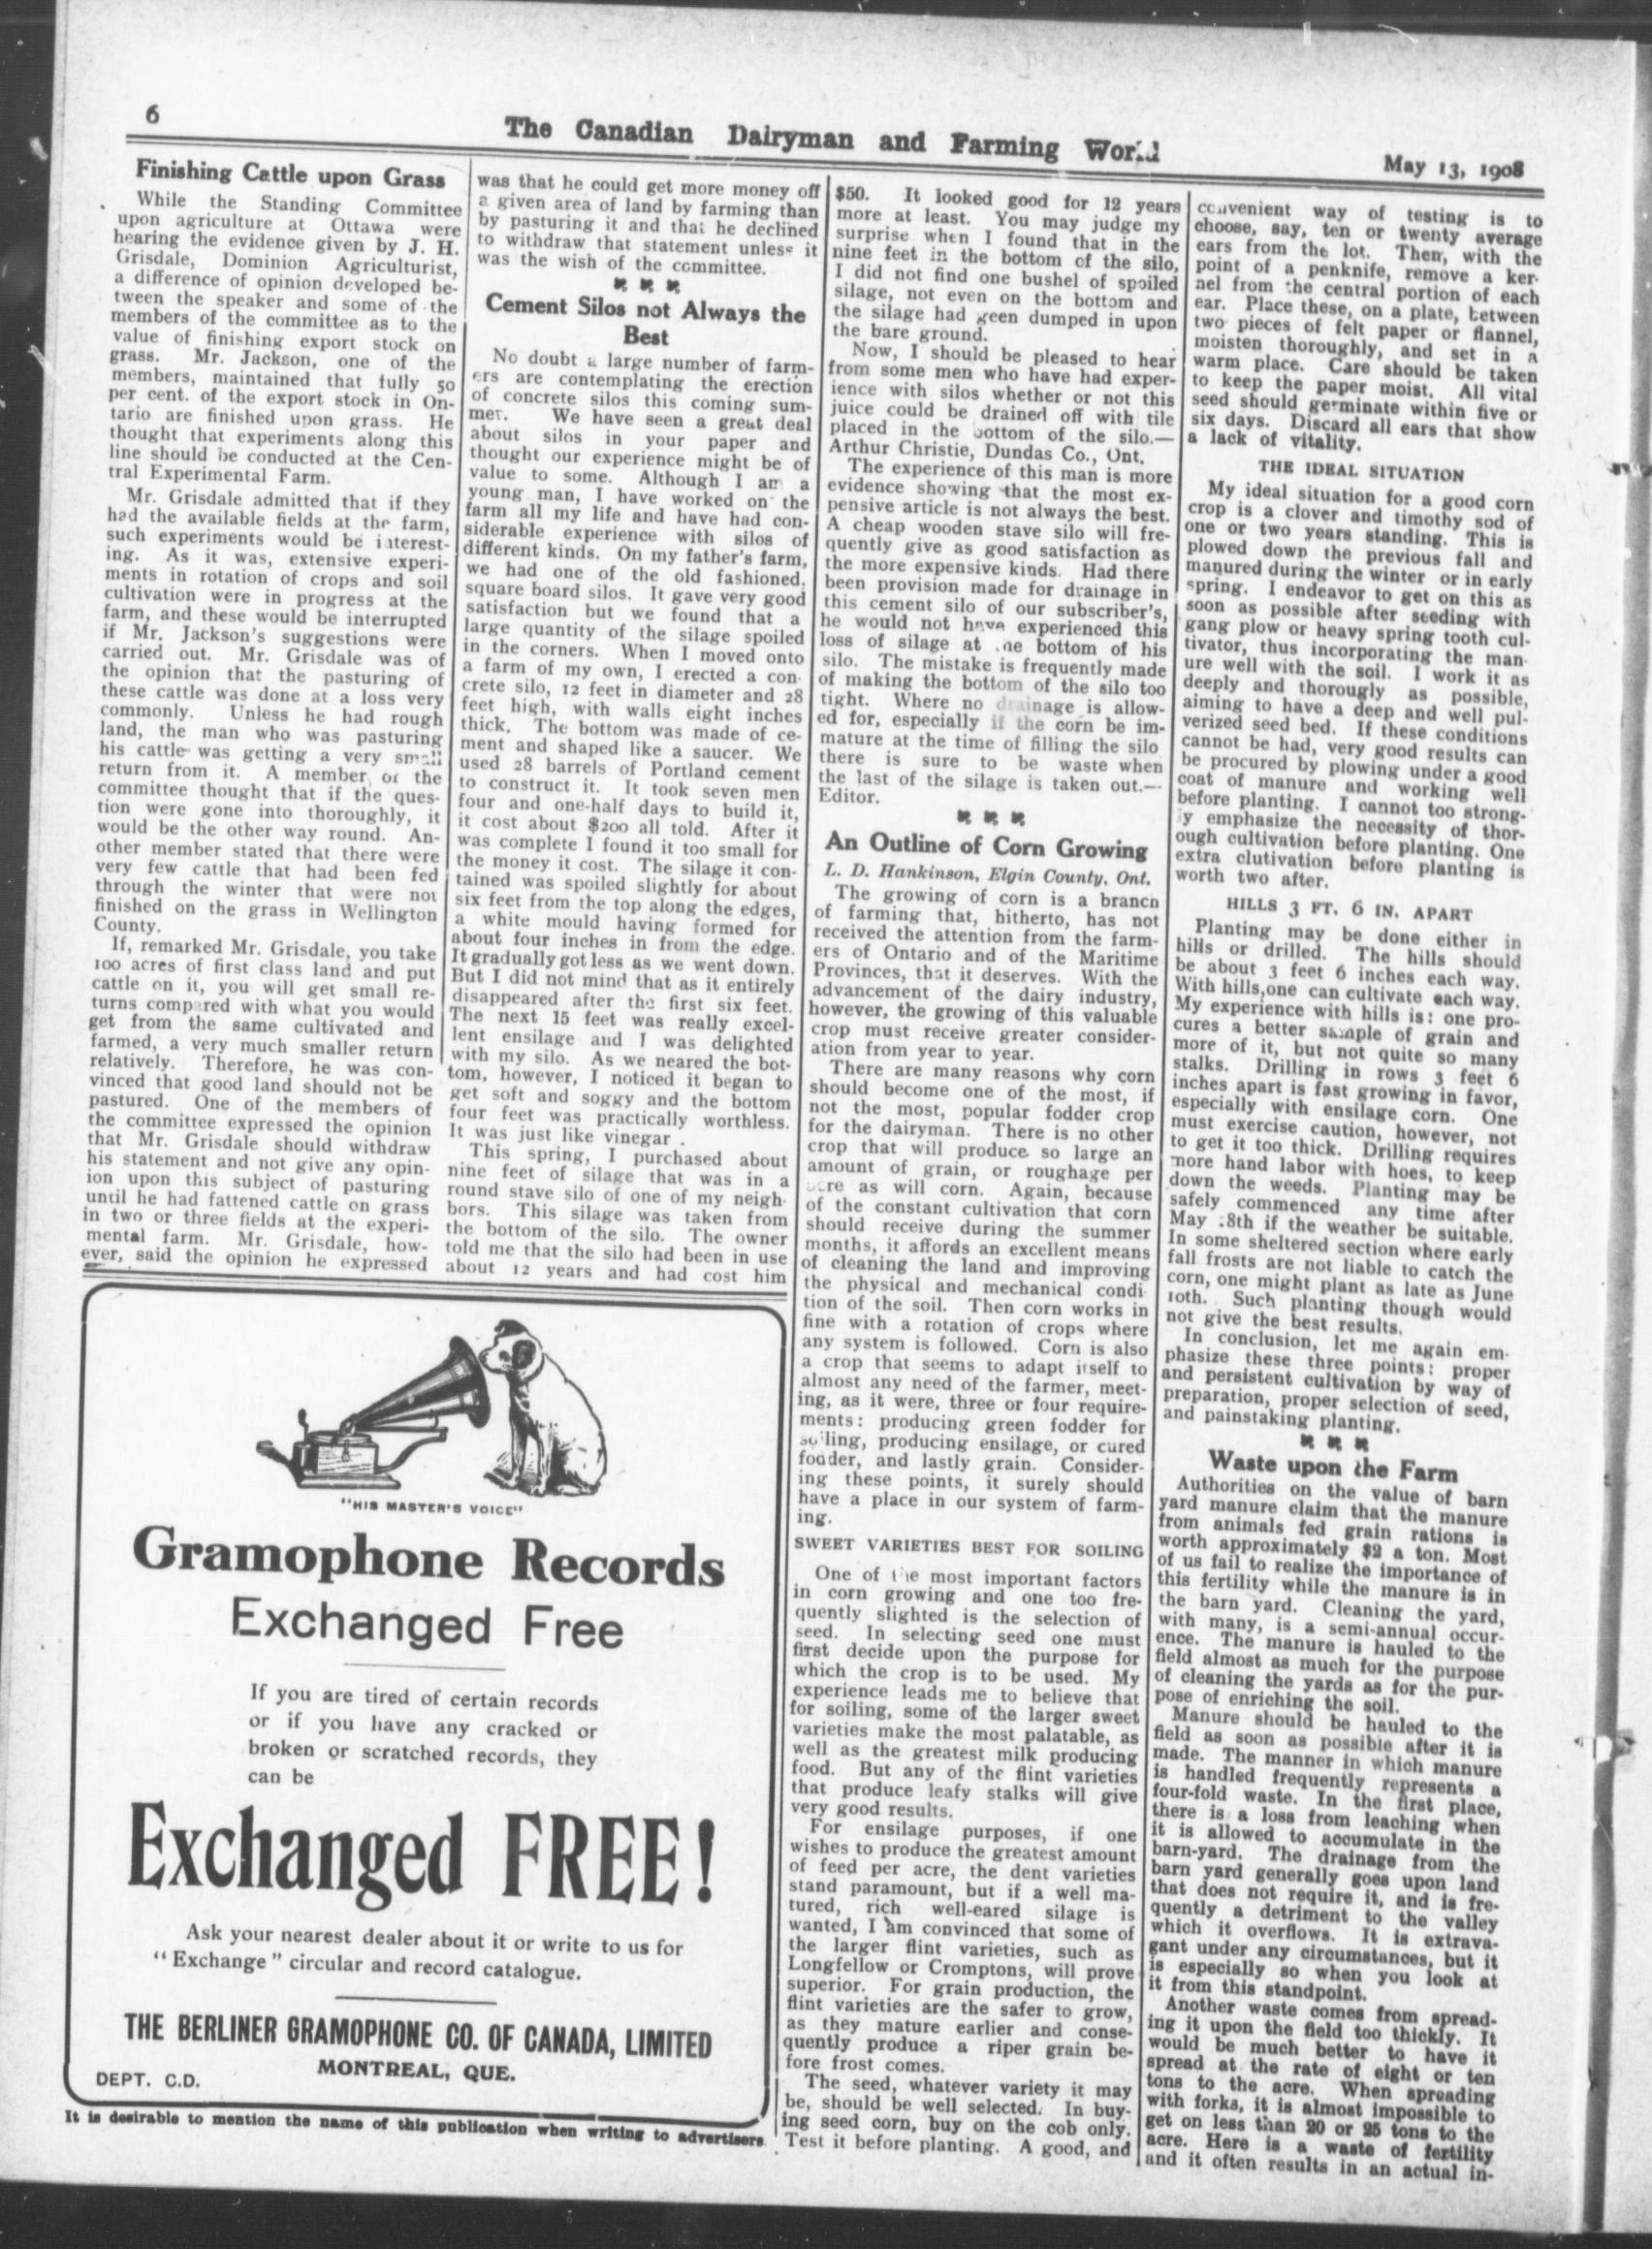 6
The Canadian Dairyman and Farming World
May 13, 1908
Finishing Cattle upon Grass
While the Standing Committee
upon agriculture at Ottawa were
hearing the evidence given by J. H.
Grisdale, Dominion Agriculturist,
a difference of opinion developed be-
tween the speaker and some of the
members of the committee as to the
value of finishing export stock on
grass. Mr. Jackson, one of the
members, maintained that fully 50
per cent. of the export stock in On-
tario are finished upon grass. He
thought that experiments along this
line should be conducted at the Cen-
tral Experimental Farm.
Mr. Grisdale admitted that if they
had the available fields at the farm,
such experiments would be interest-
ing. As it was, extensive experi-
ments in rotation of crops and soil
cultivation were in progress at the
farm, and these would be interrupted
if Mr. Jackson's suggestions were
carried out. Mr. Grisdale was of
the opinion that the pasturing of
these cattle was done at a loss very
commonly. Unless he had rough
land, the man who was pasturing
his cattle was getting a very small
return from it. A member of the
committee thought that if the ques-
tion were gone into thoroughly, it
would be the other way round. An-
other member stated that there were
very few cattle that had been fed
through the winter that were not
finished on the grass in Wellington
County.
If, remarked Mr. Grisdale, you take
100 acres of first class land and put
cattle on it, you will get small re-
turns compared with what you would
get from the same cultivated and
farmed, a very much smaller return
relatively. Therefore, he was con-
vinced that good land should not be
pastured. One of the members of
the committee expressed the opinion
that Mr. Grisdale should withdraw
his statement and not give any opin-
ion upon this subject of pasturing
until he had fattened cattle on grass
in two or three fields at the experi-
mental farm. Mr. Grisdale, how-
ever, said the opinion he expressed
was that he could get more money off
a given area of land by farming than
by pasturing it and that he declined
to withdraw that statement unless it
was the wish of the committee.
Cement Silos not Always the
Best
No doubt a large number of farm-
ers are contemplating the erection
of concrete silos this coming sum-
mer. We have seen a great deal
about silos in your paper and
thought our experience might be of
value to some. Although I am a
young man, I have worked on the
farm all my life and have had con-
siderable experience with silos of
different kinds. On my father's farm,
we had one of the old fashioned,
square board silos. It gave very good
satisfaction but we found that a
large quantity of the silage spoiled
in the corners. When I moved onto
a farm of my own, I erected a con-
crete silo, 12 feet in diameter and 28
feet high, with walls eight inches
thick. The bottom was made of ce-
ment and shaped like a saucer. We
used 28 barrels of Portland cement
to construct it. It took seven men
four and one-half days to build it,
it cost about $200 all told. After it
was complete I found it too small for
the money it cost. The silage it con-
tained was spoiled slightly for about
six feet from the top along the edges,
a white mould having formed for
about four inches in from the edge.
It gradually got less as we went down.
But I did not mind that as it entirely
disappeared after the first six feet.
The next 15 feet was really excel-
lent ensilage and I was delighted
with my silo. As we neared the bot-
tom, however, I noticed it began to
get soft and soggy and the bottom
four feet was practically worthless.
It was just like vinegar .
This spring, I purchased about
nine feet of silage that was in a
round stave silo of one of my neigh-
bors. This silage was taken from
the bottom of the silo. The owner
told me that the silo had been in use
about 12 years and had cost him
$50. It looked good for 12 years
more at least. You may judge my
surprise when I found that in the
nine feet in the bottom of the silo,
I did not find one bushel of spoiled
silage, not even on the bottom and
the silage had geen dumped in upon
the bare ground.
Now, I should be pleased to hear
from some men who have had exper-
ience with silos whether or not this
juice could be drained off with tile
placed in the bottom of the silo.—
Arthur Christie, Dundas Co., Ont.
The experience of this man is more
evidence showing that the most ex-
pensive article is not always the best.
A cheap wooden stave silo will fre-
quently give as good satisfaction as
the more expensive kinds. Had there
been provision made for drainage in
this cement silo of our subscriber's,
he would not have experienced this
loss of silage at the bottom of his
silo. The mistake is frequently made
of making the bottom of the silo too
tight. Where no drainage is allow-
ed for, especially if the corn be im-
mature at the time of filling the silo
there is sure to be waste when
the last of the silage is taken out.—
Editor.
An Outline of Corn Growing
L. D. Hankinson, Elgin County, Ont.
The growing of corn is a branch
of farming that, hitherto, has not
received the attention from the farm-
ers of Ontario and of the Maritime
Provinces, that it deserves. With the
advancement of the dairy industry,
however, the growing of this valuable
crop must receive greater consider-
ation from year to year.
There are many reasons why corn
should become one of the most, if
not the most, popular fodder crop
for the dairyman. There is no other
crop that will produce so large an
amount of grain, or roughage per
acre as will corn. Again, because
of the constant cultivation that corn
should receive during the summer
months, it affords an excellent means
of cleaning the land and improving
the physical and mechanical condi
tion of the soil. Then corn works in
fine with a rotation of crops where
any system is followed. Corn is also
a crop that seems to adapt itself to
almost any need of the farmer, meet-
ing, as it were, three or four require-
ments: producing green fodder for
soiling, producing ensilage, or cured
fodder, and lastly grain. Consider-
ing these points, it surely should
have a place in our system of farm-
ing.
SWEET VARIETIES BEST FOR SOILING
One of the most important factors
in corn growing and one too fre-
quently slighted is the selection of
seed. In selecting seed one must
first decide upon the purpose for
which the crop is to be used. My
experience leads me to believe that
for soiling, some of the larger sweet
varieties make the most palatable, as
well as the greatest milk producing
food. But any of the flint varieties
that produce leafy stalks will give
very good results.
For ensilage purposes, if one
wishes to produce the greatest amount
of feed per acre, the dent varieties
stand paramount, but if a well ma-
tured, rich well-eared silage is
wanted, I am convinced that some of
the larger flint varieties, such as
Longfellow or Cromptons, will prove
superior. For grain production, the
flint varieties are the safer to grow,
as they mature earlier and conse-
quently produce a riper grain be-
fore frost comes.
The seed, whatever variety it may
be, should be well selected. In buy-
ing seed corn, buy on the cob only.
Test it before planting. A good, and
convenient way of testing is to
choose, say, ten or twenty average
ears from the lot. Then, with the
point of a penknife, remove a ker-
nel from the central portion of each
ear. Place these, on a plate, between
two pieces of felt paper or flannel,
moisten thoroughly, and set in a
warm place. Care should be taken
to keep the paper moist. All vital
seed should germinate within five or
six days. Discard all ears that show
a lack of vitality.
THE IDEAL SITUATION
My ideal situation for a good corn
crop is a clover and timothy sod of
one or two years standing. This is
plowed down the previous fall and
manured during the winter or in early
spring. I endeavor to get on this as
soon as possible after seeding with
gang plow or heavy spring tooth cul-
tivator, thus incorporating the man-
ure well with the soil. I work it as
deeply and thorougly as possible,
aiming to have a deep and well pul-
verized seed bed. If these conditions
cannot be had, very good results can
be procured by plowing under a good
coat of manure and working well
before planting. I cannot too strong-
y emphasize the necessity of thor-
ough cultivation before planting. One
extra clutivation before planting is
worth two after.
HILLS 3 FT. 6 IN. APART
Planting may be done either in
hills or drilled. The hills should
be about 3 feet 6 inches each way.
With hills,one can cultivate each way.
My experience with hills is: one pro-
cures a better sample of grain and
more of it, but not quite so many
stalks. Drilling in rows 3 feet 6
inches apart is fast growing in favor,
especially with ensilage corn. One
must exercise caution, however, not
to get it too thick. Drilling requires
more hand labor with hoes, to keep
down the weeds. Planting may be
safely commenced any time after
May 8th if the weather be suitable.
In some sheltered section where early
fall frosts are not liable to catch the
corn, one might plant as late as June
10th. Such planting though would
not give the best results.
In conclusion, let me again em-
phasize these three points: proper
and persistent cultivation by way of
preparation, proper selection of seed,
and painstaking planting.
Waste upon the Farm
Authorities on the value of barn
yard manure claim that the manure
from animals fed grain rations is
worth approximately $2 a ton. Most
of us fail to realize the importance of
this fertility while the manure is in
the barn yard. Cleaning the yard,
with many, is a semi-annual occur-
ence. The manure is hauled to the
field almost as much for the purpose
of cleaning the yards as for the pur-
pose of enriching the soil.
Manure should be hauled to the
field as soon as possible after it is
made. The manner in which manure
is handled frequently represents a
four-fold waste. In the first place,
there is a loss from leaching when
it is allowed to accumulate in the
barn-yard. The drainage from the
barn yard generally goes upon land
that does not require it, and is fre-
quently a detriment to the valley
which it overflows. It is extrava-
gant under any circumstances, but it
is especially so when you look at
it from this standpoint.
Another waste comes from spread-
ing it upon the field too thickly. It
would be much better to have it
spread at the rate of eight or ten
tons to the acre. When spreading
with forks, it is almost impossible to
get on less than 20 or 25 tons to the
acre. Here is a waste of fertility
and it often results in an actual in-
"HIS MASTER'S VOICE"
Gramophone Records
Exchanged Free
If you are tired of certain records
or if you have any cracked or
broken or scratched records, they
can be
Exchanged FREE!
Ask your nearest dealer about it or write to us for
"Exchange" circular and record catalogue.
THE BERLINER GRAMOPHONE CO. OF CANADA, LIMITED
MONTREAL, QUE.
DEPT. C.D.
It is desirable to mention the name of this publication when writing to advertisers